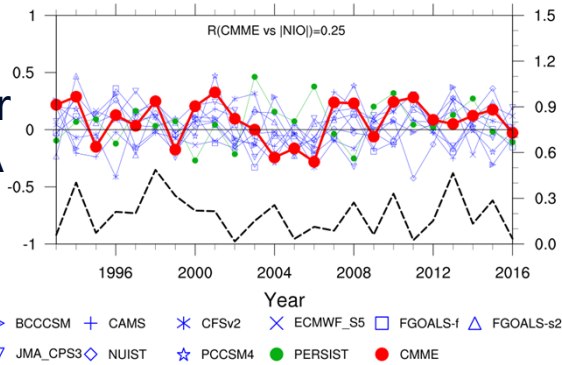 1
1.5
R(CMME vs |NIO|)=0.25
1.2
0.5
0.9
r
0
0.6
-0.5
0.3
-1
0.0
1996 2000 2004 2008 2012 2016
Year
BCCCSM CAMS CFSv2 ECMWF_S5 FGOALS-f FGOALS-s2
JMA_CPS3 NUIST PCCSM4 PERSIST CMME